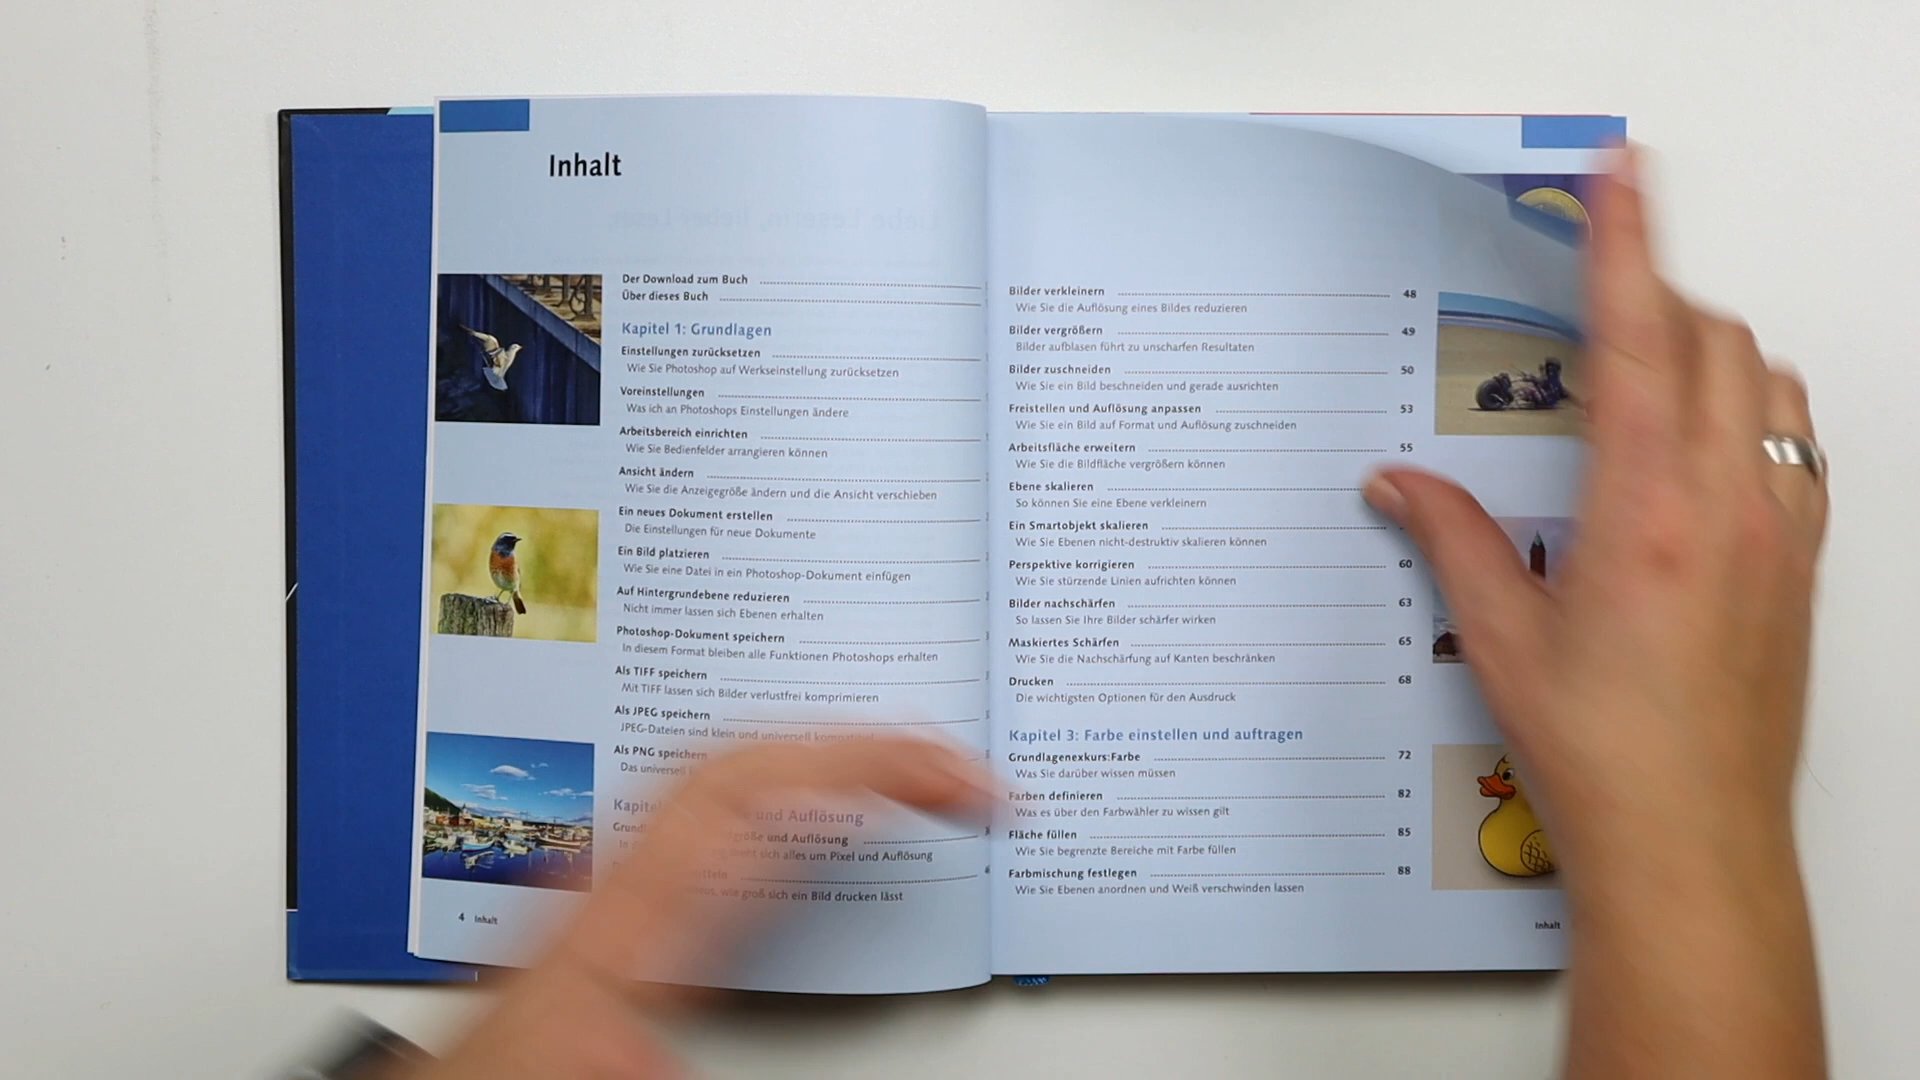 Inhalt
Der Download zum Buch
Über dieses Buch
Kapitel 1: Grundlagen
Einstellungen zurücksetzen
Wie Sie Photoshop auf Werkseinstellung zurücksetzen
Voreinstellungen
Was ich an Photoshops Einstellungen ändere
Arbeitsbereich einrichten
Wie Sie Bedienfelder arrangieren können
Ansicht ändern
Wie Sie die Anzeigegröße ändern und die Ansicht verschieben
Ein neues Dokument erstellen
Die Einstellungen für neue Dokumente
Ein Bild platzieren
Wie Sie eine Datei in ein Photoshop-Dokument einfügen
Auf Hintergrundebene reduzieren
Nicht immer lassen sich Ebenen erhalten
Photoshop-Dokument speichern
In diesem Format bleiben alle Funktionen Photoshops erhalten
Als TIFF speichern
Mit TIFF lassen sich Bilder verlustfrei komprimieren
Als JPEG speichern
JPEG-Dateien sind klein und universell kompatibel
Als PNG speichern
Das
Kapitel und Auflösung
und Auflösung
sich alles um Pixel und Auflösung
wie groß sich ein Bild drucken lässt
4 Inhalt
Bilder verkleinern 48
Wie Sie die Auflösung eines Bildes reduzieren
Bilder vergrößern 49
Bilder aufblasen führt zu unscharfen Resultaten
Bilder zuschneiden 50
Wie Sie ein Bild beschneiden und gerade ausrichten
Freistellen und Auflösung anpassen 53
Wie Sie ein Bild auf Format und Auflösung zuschneiden
Arbeitsfläche erweitern 55
Wie Sie die Bildfläche vergrößern können
Ebene skalieren
So können Sie eine Ebene verkleinern
Ein Smartobjekt skalieren
Wie Sie Ebenen nicht-destruktiv skalieren können
Perspektive korrigieren 60
Wie Sie stürzende Linien aufrichten können
Bilder nachschärfen 63
So lassen Sie Ihre Bilder schärfer wirken
Maskiertes Schärfen 65
Wie Sie die Nachschärfung auf Kanten beschränken
Drucken 68
Die wichtigsten Optionen für den Ausdruck
Kapitel 3: Farbe einstellen und auftragen
Grundlagenexkurs: Farbe 72
Was Sie darüber wissen müssen
Farben definieren 82
Was es über den Farbwähler zu wissen gilt
Fläche füllen 85
Wie Sie begrenzte Bereiche mit Farbe füllen
Farbmischung festlegen 88
Wie Sie Ebenen anordnen und Weiß verschwinden lassen
Inhalt